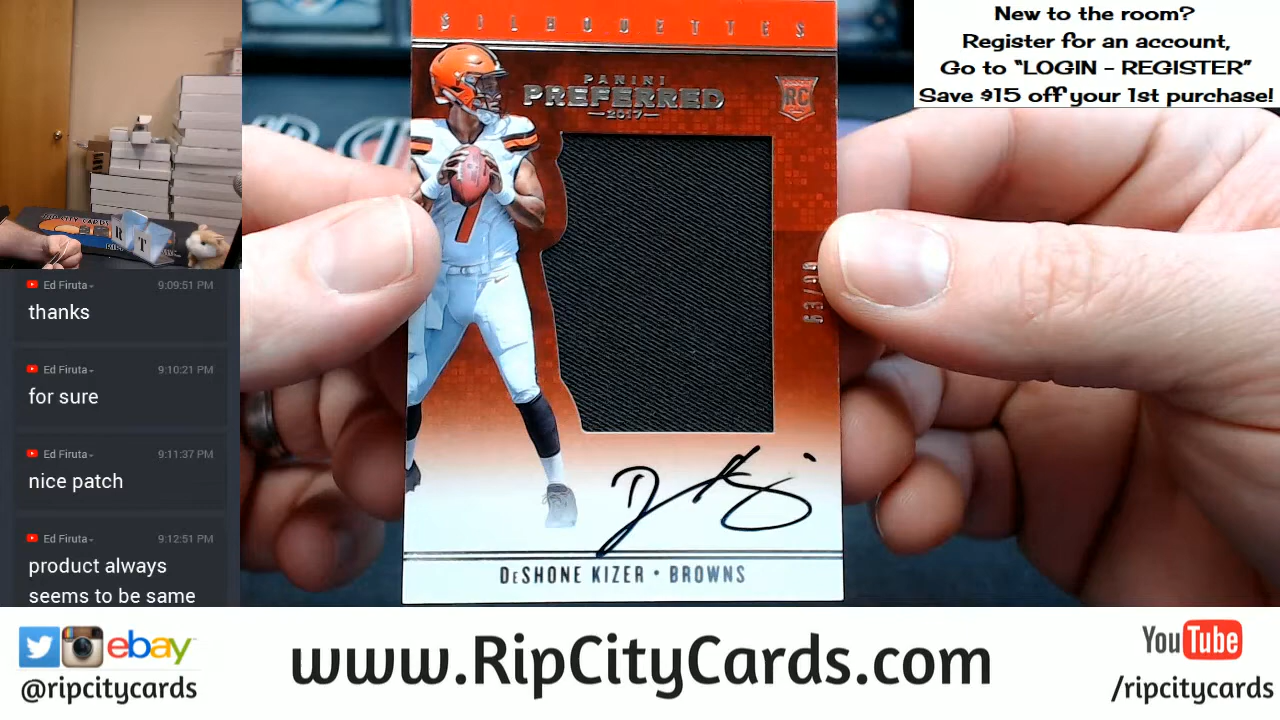 New to the room?
Register for an account,
Go to “LOGIN - REGISTER”
Save $15 off your 1st purchase!
SILHOUETTES
PANINI
PREFERRED
2017
RC
63/99
7
DESHONE KIZER • BROWNS
R
T
Ed Firuta
9:09:51 PM
thanks
Ed Firuta
9:10:21 PM
for sure
Ed Firuta
9:11:37 PM
nice patch
Ed Firuta
9:12:51 PM
product always
seems to be same
ebay
@ripcitycards
www.RipCityCards.com
YouTube
/ripcitycards